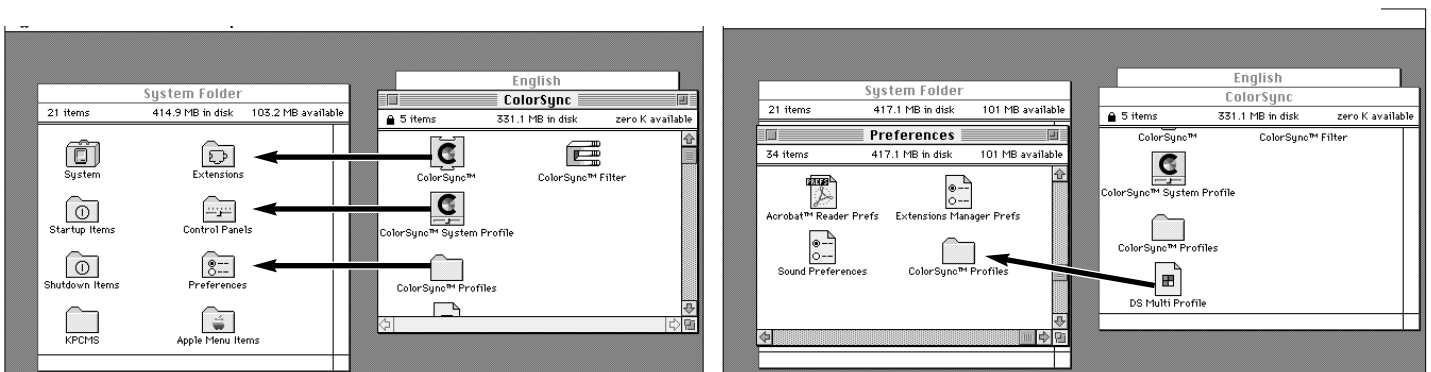 English
System Folder
ColorSync
21 items 414.9 MB in disk 103.2 MB available
5 items 331.1 MB in disk zero K available
System
Extensions
ColorSync™
ColorSync™ Filter
Startup Items
Control Panels
ColorSync™ System Profile
Shutdown Items
Preferences
ColorSync™ Profiles
KPCMS
Apple Menu Items
English
System Folder
ColorSync
21 items 417.1 MB in disk 101 MB available
5 items 331.1 MB in disk zero K available
Preferences
34 items 417.1 MB in disk 101 MB available
ColorSync™
ColorSync™ Filter
PREFS
Acrobat™ Reader Prefs
Extensions Manager Prefs
ColorSync™ System Profile
Sound Preferences
ColorSync™ Profiles
ColorSync™ Profiles
DS Multi Profile